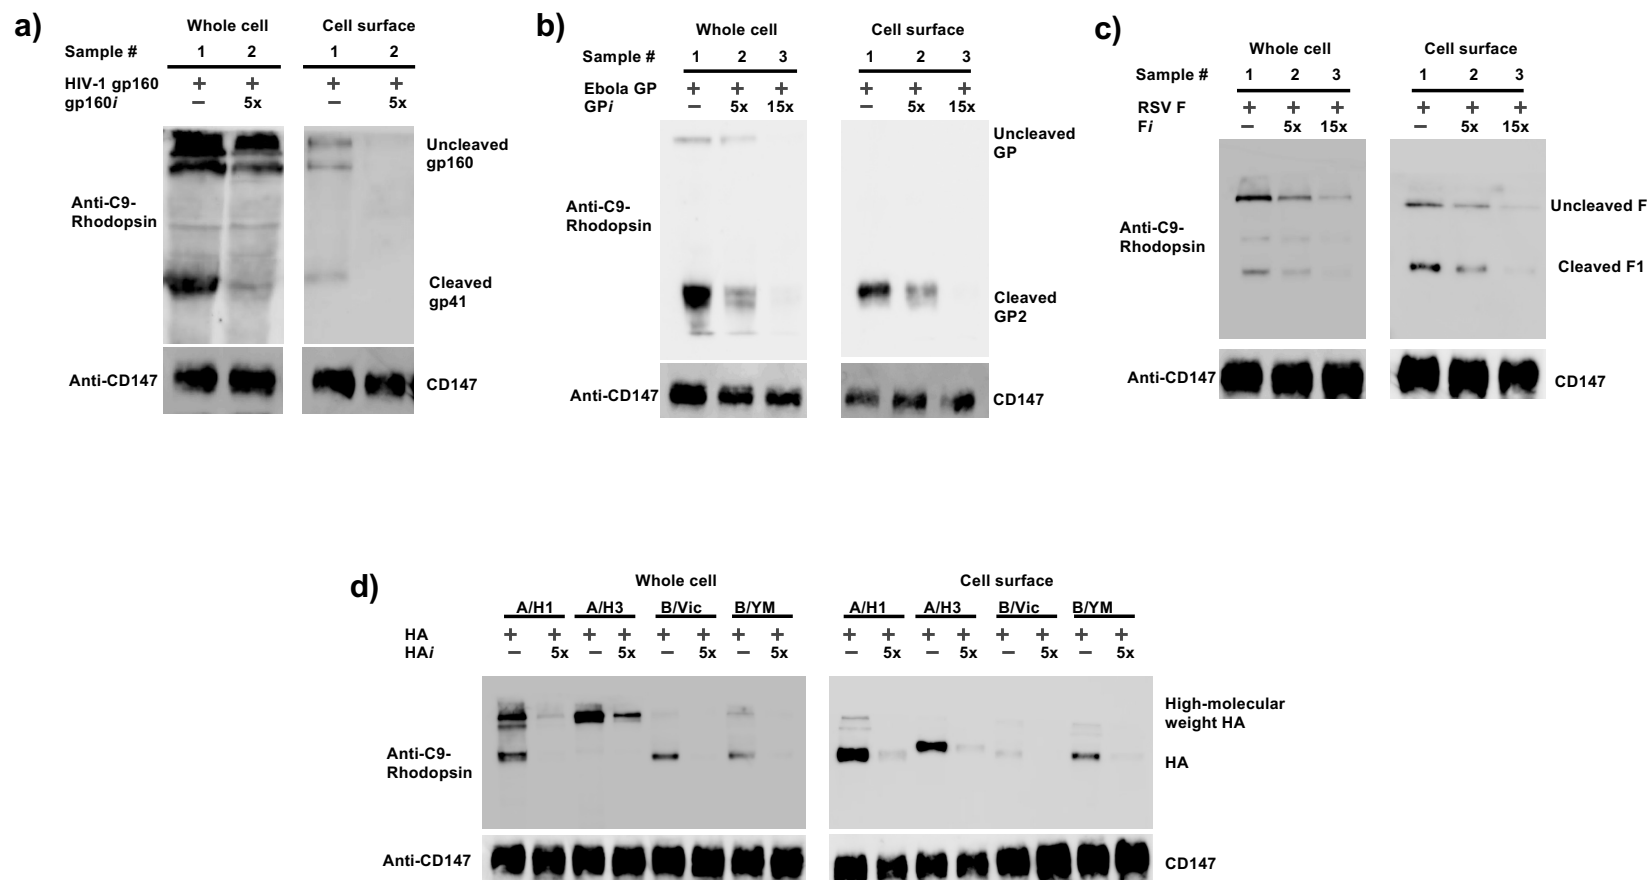 a)
Whole cell Cell surface
Sample # 1 2 1 2
HIV-1 gp160 + + + +
gp160i – 5x – 5x
Uncleaved
gp160
Anti-C9-
Rhodopsin
Cleaved
gp41
Anti-CD147 CD147
b)
Whole cell Cell surface
Sample # 1 2 3 1 2 3
Ebola GP + + + + + +
GPi – 5x 15x – 5x 15x
Uncleaved
GP
Anti-C9-
Rhodopsin
Cleaved
GP2
Anti-CD147 CD147
c)
Whole cell Cell surface
Sample # 1 2 3 1 2 3
RSV F + + + + + +
Fi – 5x 15x – 5x 15x
Uncleaved F
Anti-C9-
Rhodopsin
Cleaved F1
Anti-CD147 CD147
d)
Whole cell Cell surface
A/H1 A/H3 B/Vic B/YM A/H1 A/H3 B/Vic B/YM
HA + + + + + + + + + + + + + + + +
HAi – 5x – 5x – 5x – 5x – 5x – 5x – 5x – 5x
High-molecular
weight HA
Anti-C9-
Rhodopsin
HA
Anti-CD147 CD147